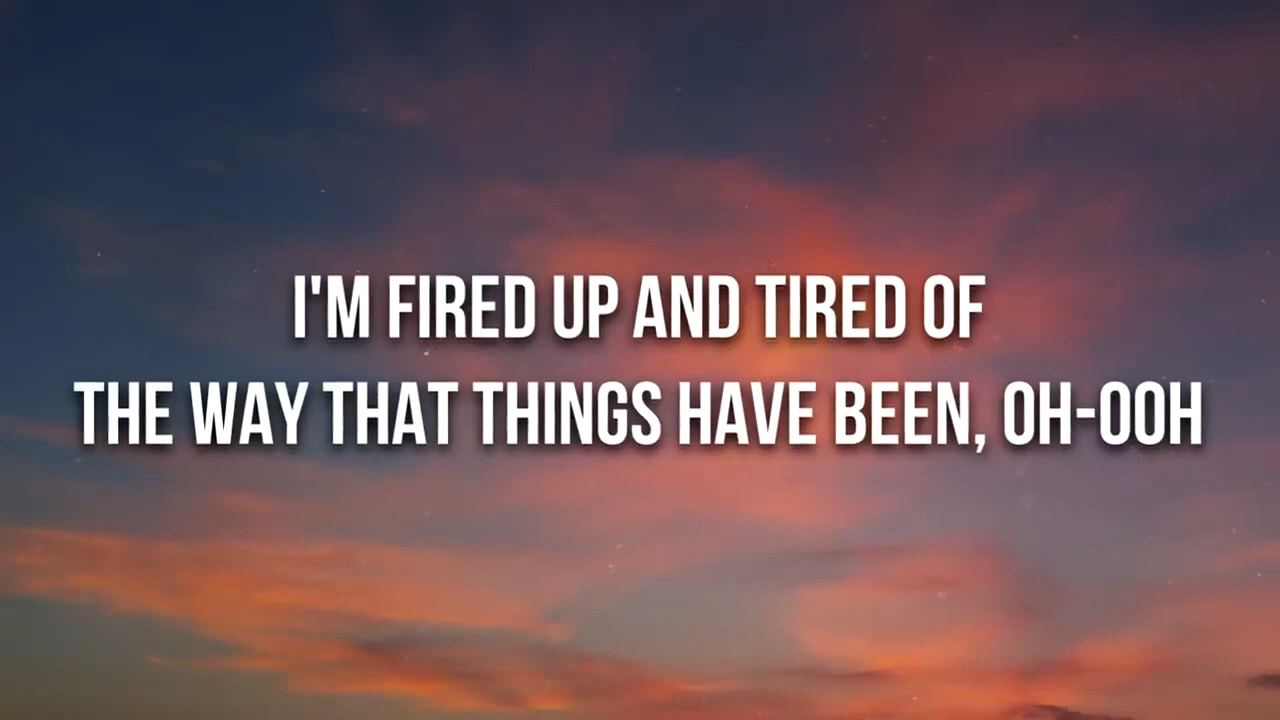 I'M FIRED UP AND TIRED OF
THE WAY THAT THINGS HAVE BEEN, OH-OOH